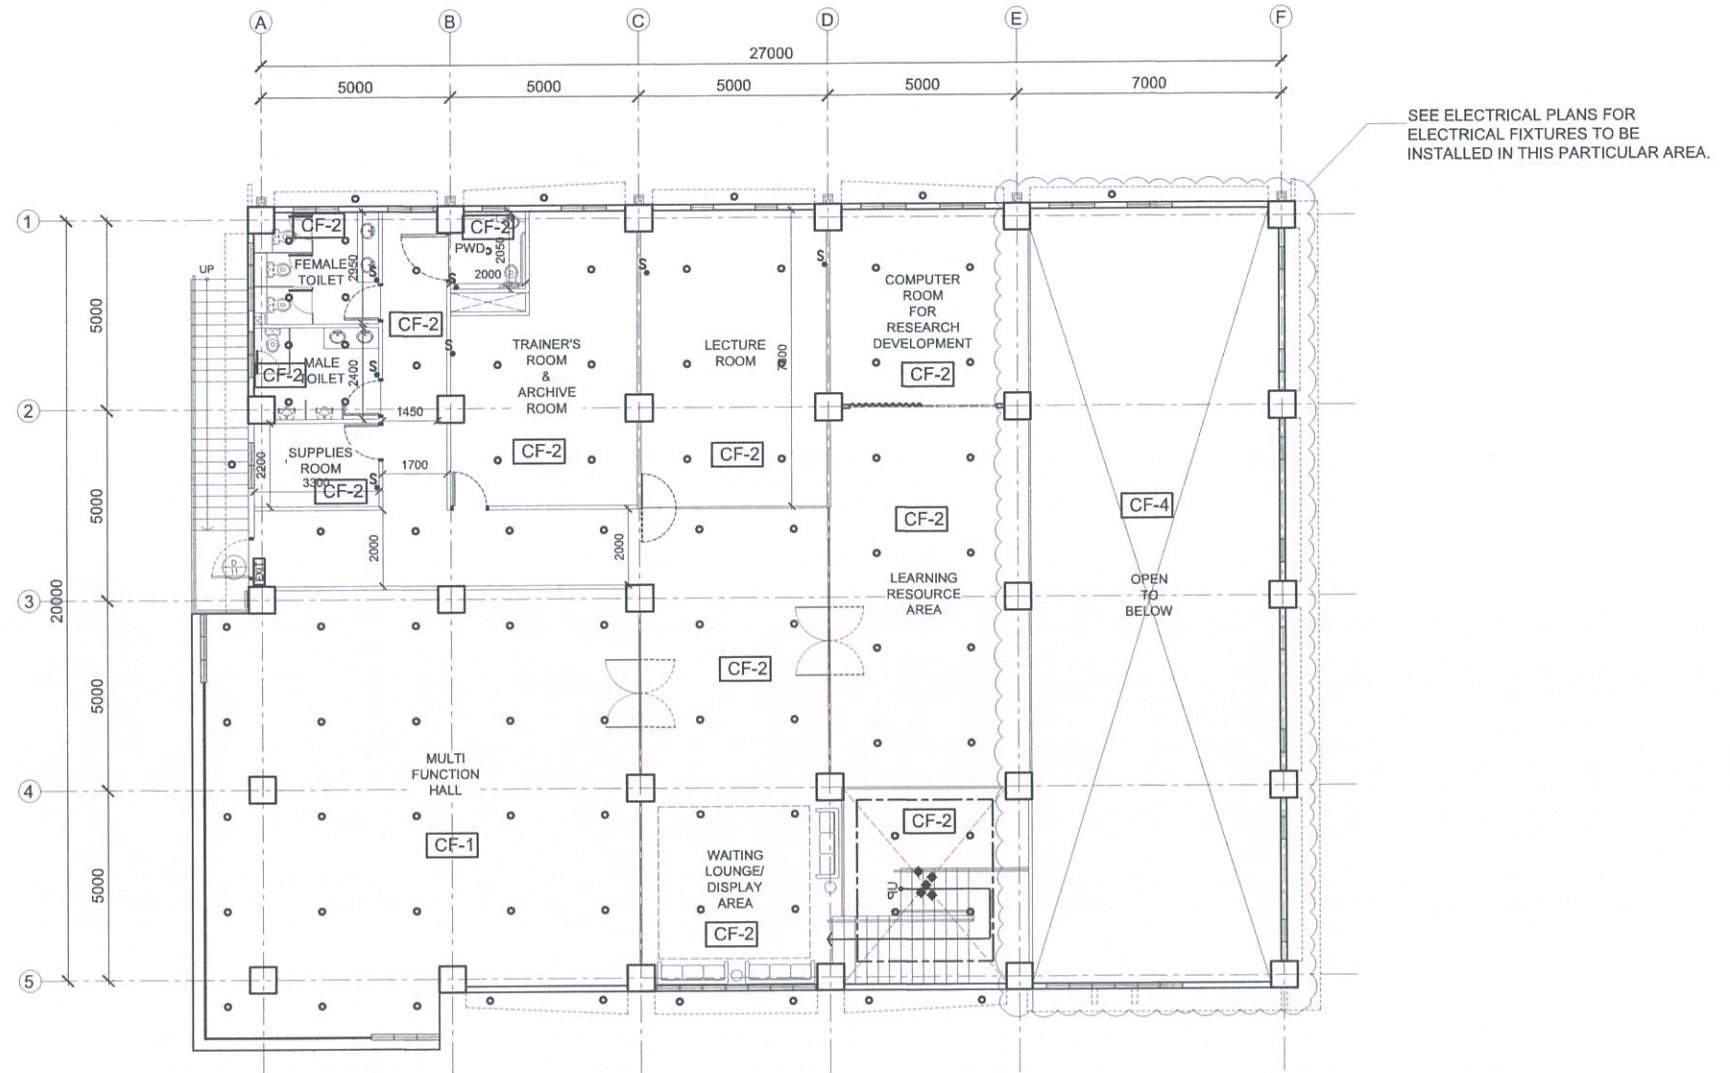 A B C D E F
27000
5000 5000 5000 5000 7000
SEE ELECTRICAL PLANS FOR
ELECTRICAL FIXTURES TO BE
INSTALLED IN THIS PARTICULAR AREA.
1
2
3
4
5
20000
5000
5000
5000
5000
UP
CF-2
FEMALE
TOILET
2950
S
CF-2
PWD
2050
2000
S
CF-2
S
CF-2
MALE
TOILET
2400
S
1450
SUPPLIES
ROOM
3300
2200
CF-2
S
1700
2000
EXIT
TRAINER'S
ROOM
&
ARCHIVE
ROOM
CF-2
2000
S
LECTURE
ROOM
CF-2
S
COMPUTER
ROOM
FOR
RESEARCH
DEVELOPMENT
CF-2
CF-2
LEARNING
RESOURCE
AREA
CF-4
OPEN
TO
BELOW
CF-2
MULTI
FUNCTION
HALL
CF-1
WAITING
LOUNGE/
DISPLAY
AREA
CF-2
CF-2
UP